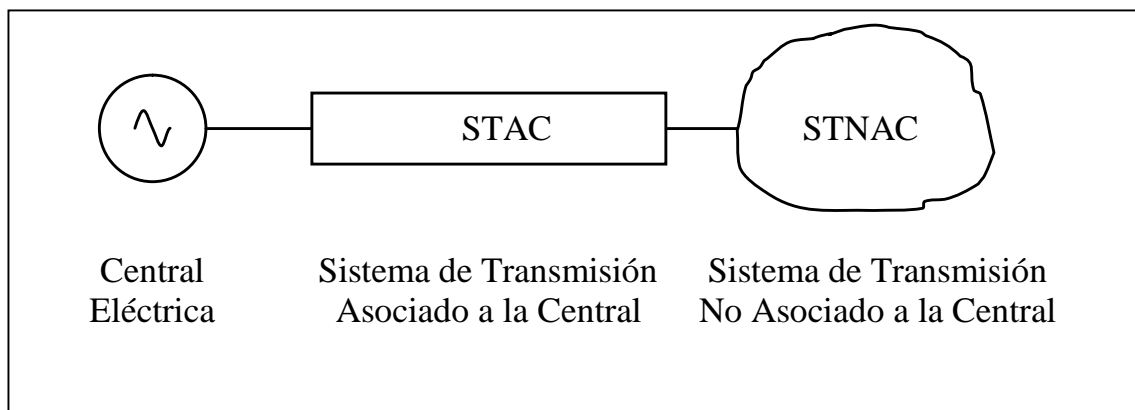 STAC
STNAC
Central
Eléctrica
Sistema de Transmisión
Asociado a la Central
Sistema de Transmisión
No Asociado a la Central